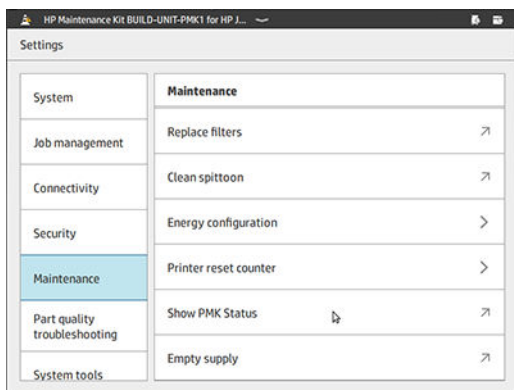 HP Maintenance Kit BUILD-UNIT-PMK1 for HP J...
Settings
System
Job management
Connectivity
Security
Maintenance
Part quality
troubleshooting
System tools
Maintenance
Replace filters
Clean spittoon
Energy configuration
Printer reset counter
Show PMK Status
Empty supply